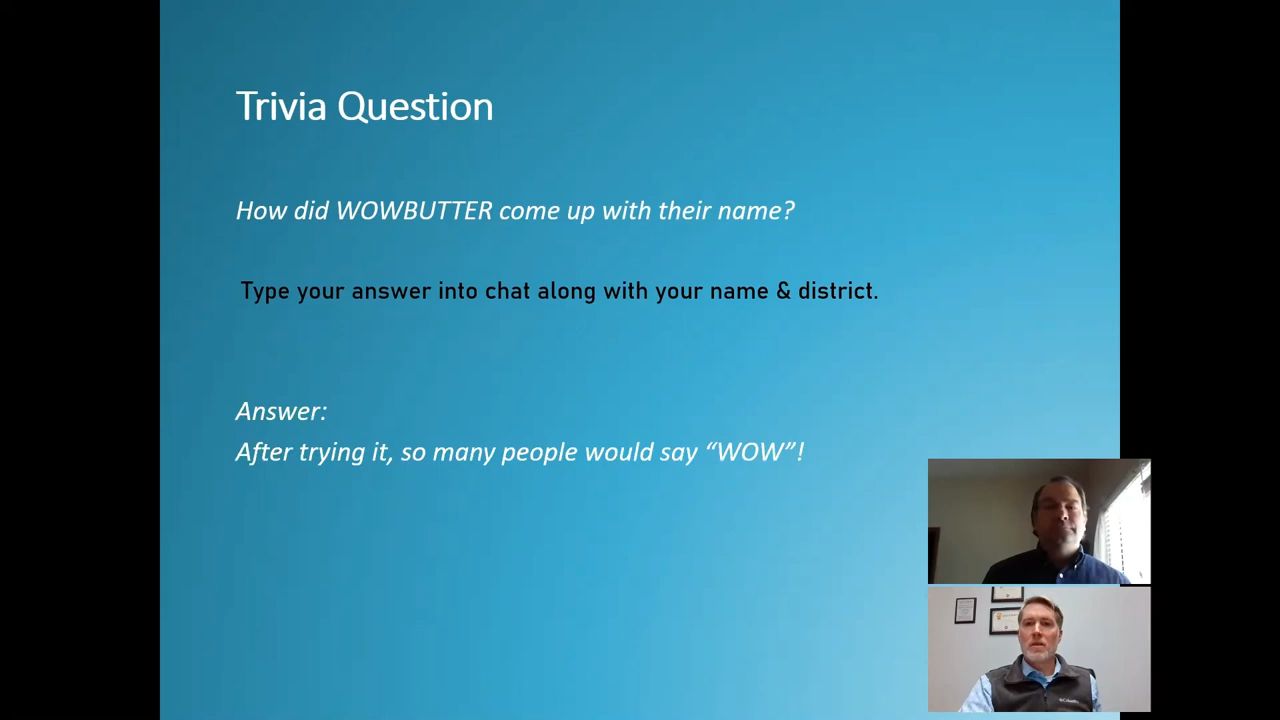 Trivia Question
How did WOWBUTTER come up with their name?
Type your answer into chat along with your name & district.
Answer:
After trying it, so many people would say “WOW”!
Columbia